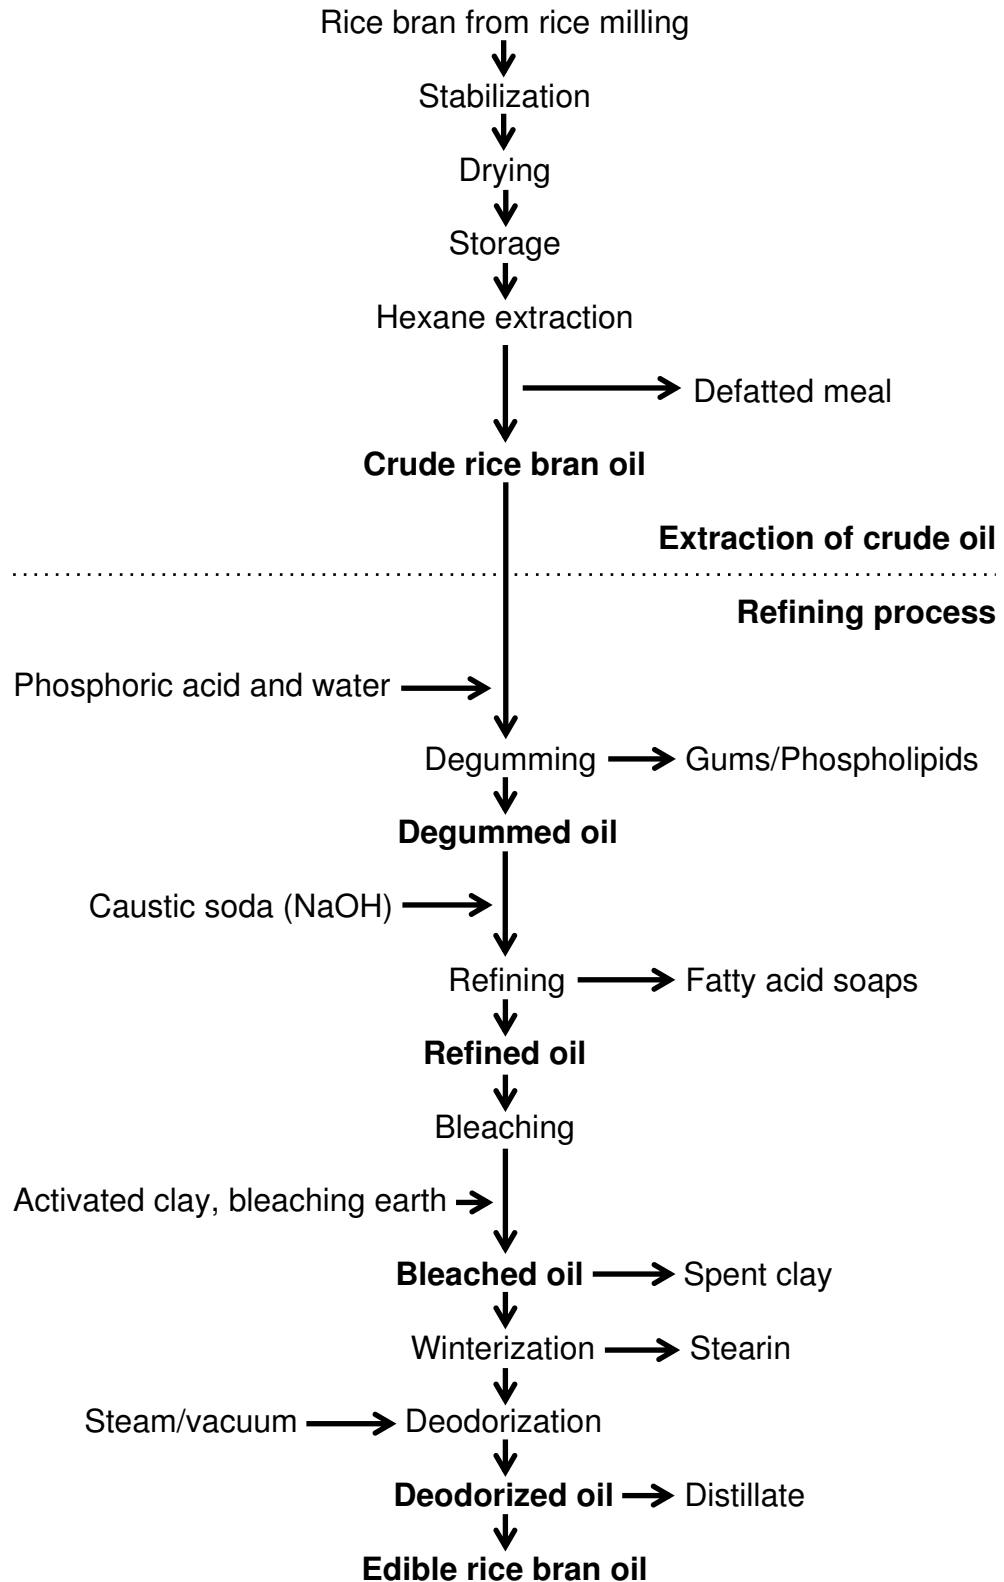 Rice bran from rice milling
Stabilization
Drying
Storage
Hexane extraction
Defatted meal
Crude rice bran oil
Extraction of crude oil
Refining process
Phosphoric acid and water
Degumming
Gums/Phospholipids
Degummed oil
Caustic soda (NaOH)
Refining
Fatty acid soaps
Refined oil
Bleaching
Activated clay, bleaching earth
Bleached oil
Spent clay
Winterization
Stearin
Steam/vacuum
Deodorization
Deodorized oil
Distillate
Edible rice bran oil